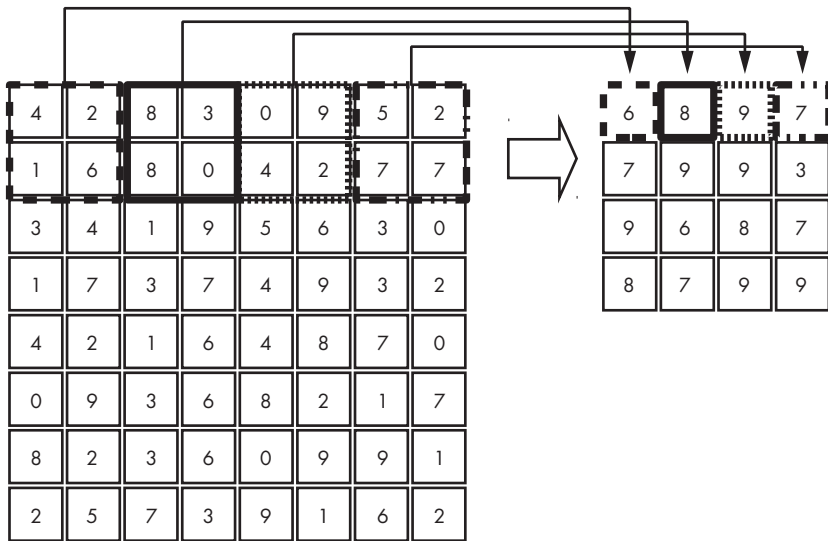 4 2 8 3 0 9 5 2 6 8 9 7
1 6 8 0 4 2 7 7 7 9 9 3
3 4 1 9 5 6 3 0 9 6 8 7
1 7 3 7 4 9 3 2 8 7 9 9
4 2 1 6 4 8 7 0
0 9 3 6 8 2 1 7
8 2 3 6 0 9 9 1
2 5 7 3 9 1 6 2